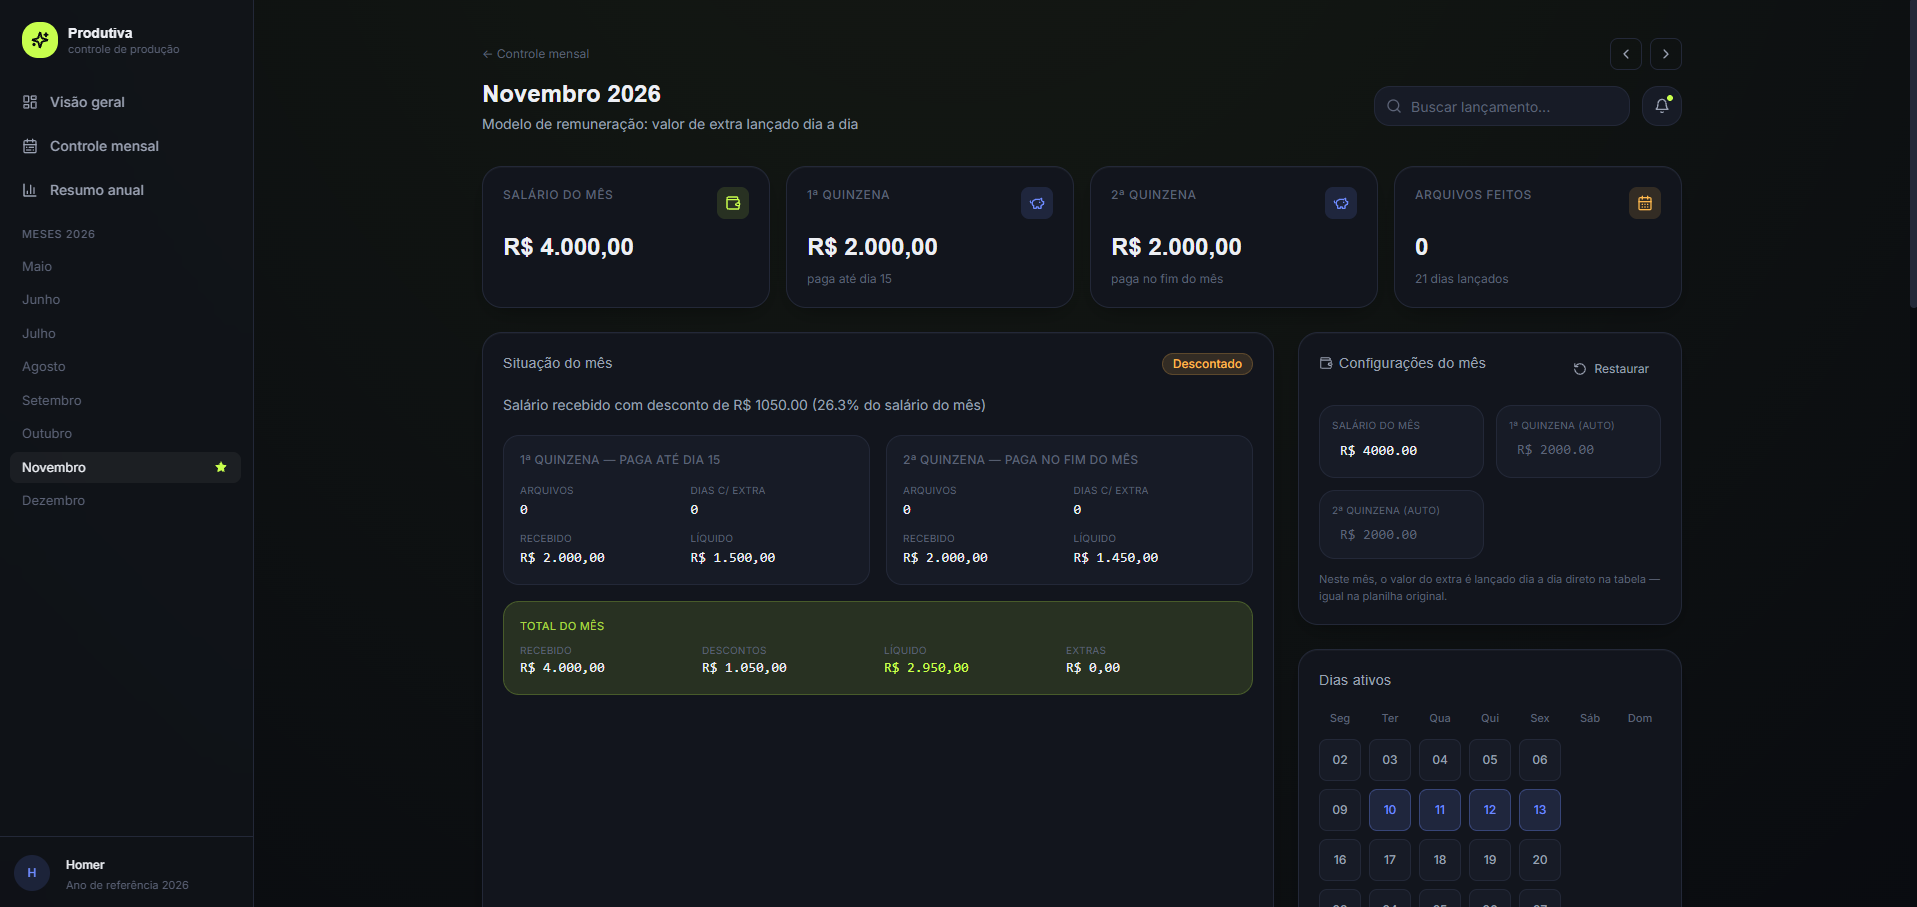 Produtiva
controle de produção
Visão geral
Controle mensal
Resumo anual
MESES 2026
Maio
Junho
Julho
Agosto
Setembro
Outubro
Novembro
Dezembro
H
Homer
Ano de referência 2026
← Controle mensal
Novembro 2026
Modelo de remuneração: valor de extra lançado dia a dia
Buscar lançamento...
SALÁRIO DO MÊS
R$ 4.000,00
1ª QUINZENA
R$ 2.000,00
paga até dia 15
2ª QUINZENA
R$ 2.000,00
paga no fim do mês
ARQUIVOS FEITOS
0
21 dias lançados
Situação do mês
Descontado
Salário recebido com desconto de R$ 1050.00 (26.3% do salário do mês)
1ª QUINZENA — PAGA ATÉ DIA 15
ARQUIVOS DIAS C/ EXTRA
0 0
RECEBIDO LÍQUIDO
R$ 2.000,00 R$ 1.500,00
2ª QUINZENA — PAGA NO FIM DO MÊS
ARQUIVOS DIAS C/ EXTRA
0 0
RECEBIDO LÍQUIDO
R$ 2.000,00 R$ 1.450,00
TOTAL DO MÊS
RECEBIDO DESCONTOS LÍQUIDO EXTRAS
R$ 4.000,00 R$ 1.050,00 R$ 2.950,00 R$ 0,00
Configurações do mês
Restaurar
SALÁRIO DO MÊS
R$ 4000.00
1ª QUINZENA (AUTO)
R$ 2000.00
2ª QUINZENA (AUTO)
R$ 2000.00
Neste mês, o valor do extra é lançado dia a dia direto na tabela —
igual na planilha original.
Dias ativos
Seg Ter Qua Qui Sex Sáb Dom
02 03 04 05 06
09 10 11 12 13
16 17 18 19 20